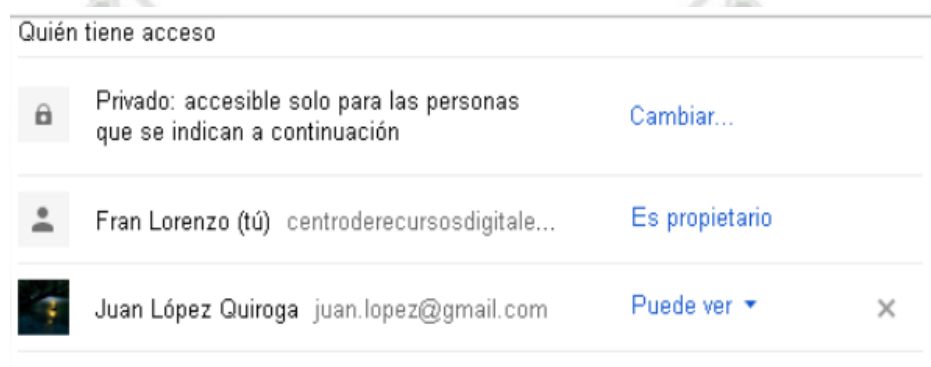 Quién tiene acceso
Privado: accesible solo para las personas
que se indican a continuación
Cambiar...
Fran Lorenzo (tú) centroderecursosdigitale...
Es propietario
Juan López Quiroga juan.lopez@gmail.com
Puede ver